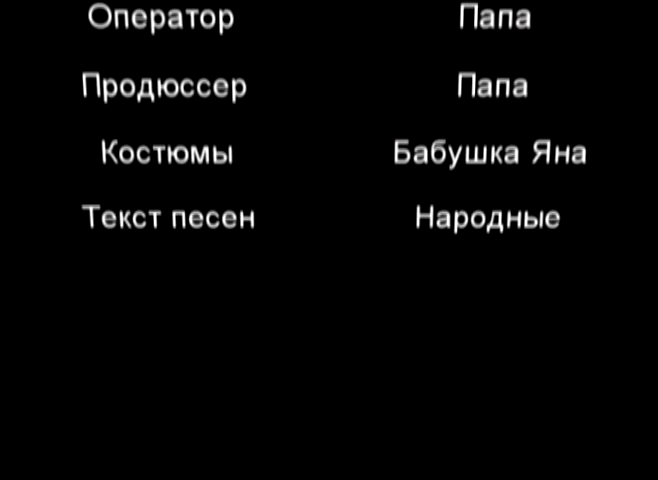 Оператор Папа
Продюссер Папа
Костюмы Бабушка Яна
Текст песен Народные